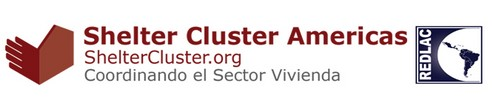 Shelter Cluster Americas
ShelterCluster.org
Coordinando el Sector Vivienda
REDLAC